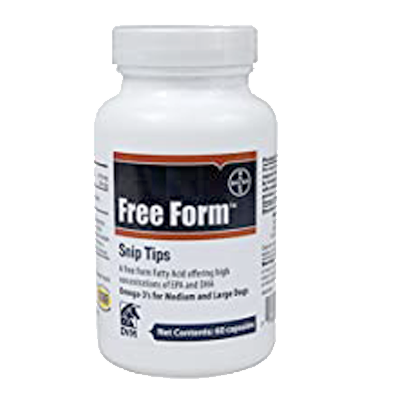 BAYER
Free Form™
Snip Tips
A Free Form Fatty Acid offering high
concentrations of EPA and DHA
Omega-3's for Medium and Large Dogs
DVM
Net Contents: 60 capsules